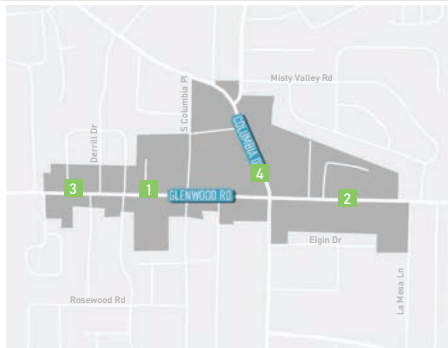 Misty Valley Rd
S Columbia Pl
COLUMBIA D
Derrill Dr
4
3
1
GLENWOOD RD
2
Elgin Dr
La Mesa Ln
Rosewood Rd